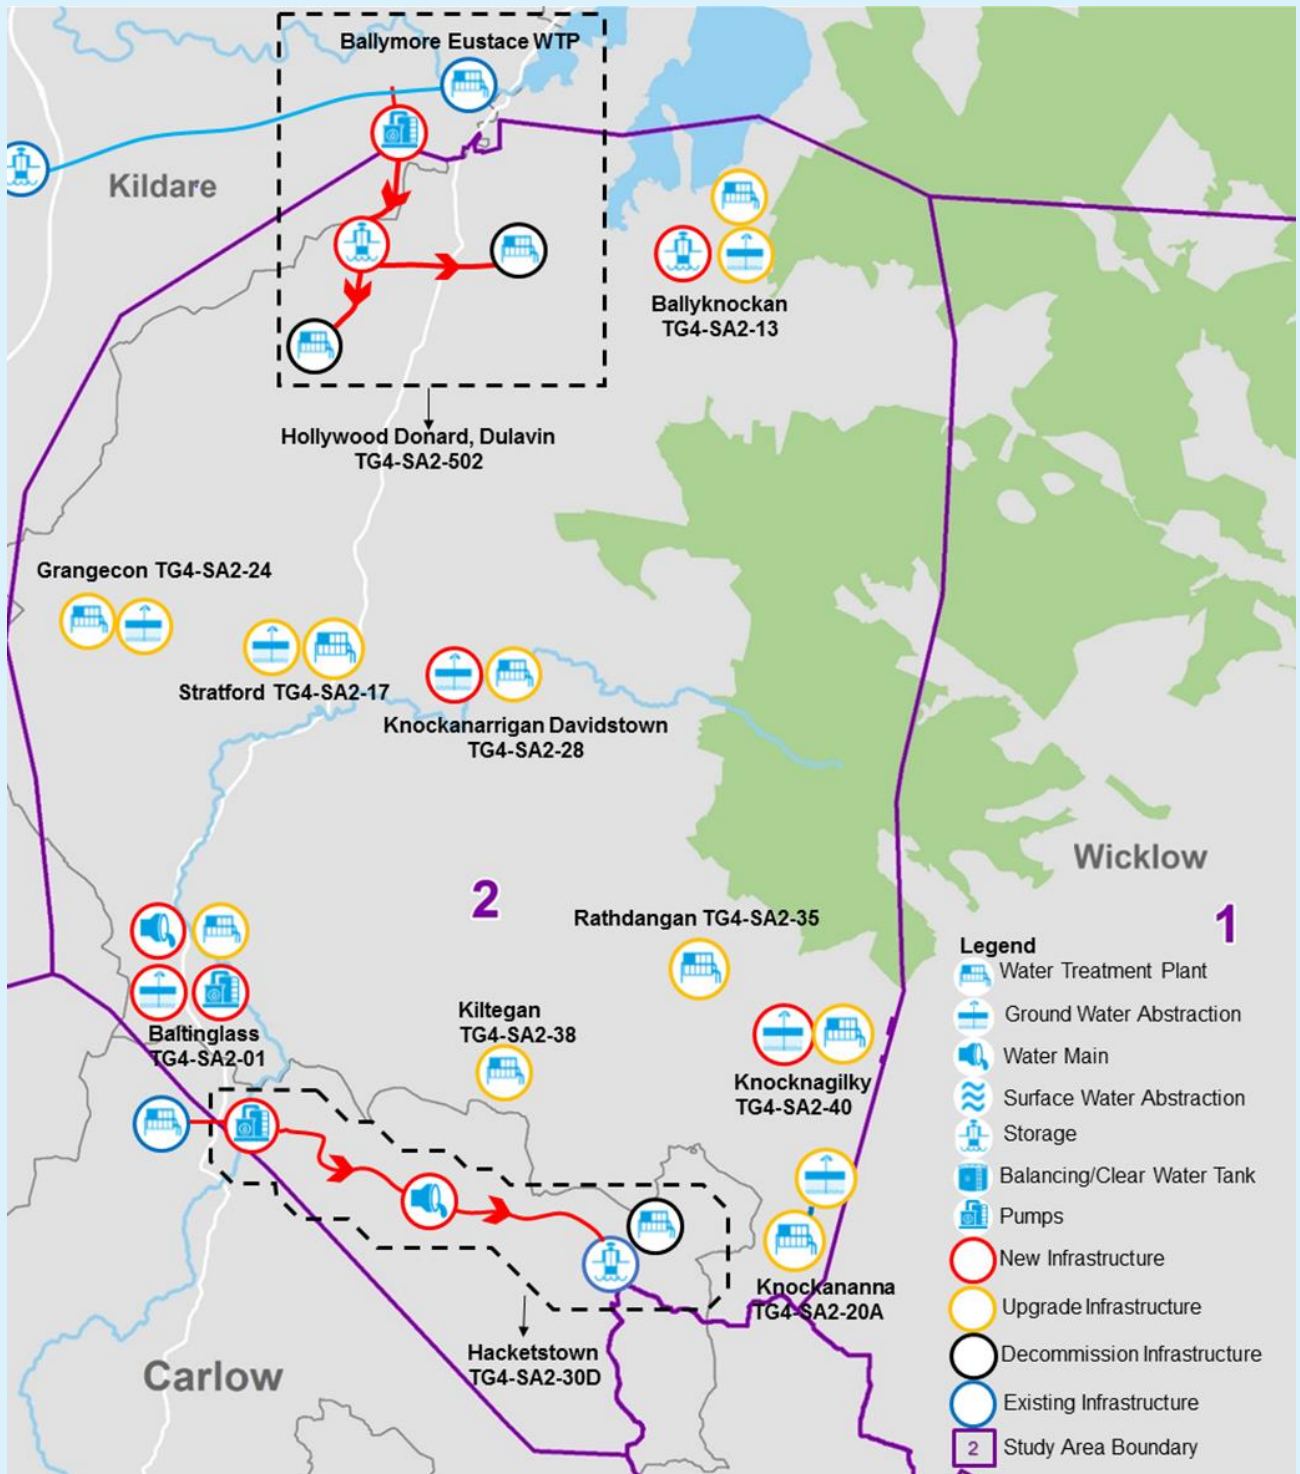 Ballymore Eustace WTP
Kildare
Ballyknockan
TG4-SA2-13
Hollywood Donard, Dulavin
TG4-SA2-502
Grangecon TG4-SA2-24
Stratford TG4-SA2-17
Knockanarrigan Davidstown
TG4-SA2-28
Wicklow
2
Rathdangan TG4-SA2-35
1
Kiltegan
TG4-SA2-38
Baltinglass
TG4-SA2-01
Knocknagilky
TG4-SA2-40
Knockananna
TG4-SA2-20A
Hacketstown
TG4-SA2-30D
Carlow
Legend
Water Treatment Plant
Ground Water Abstraction
Water Main
Surface Water Abstraction
Storage
Balancing/Clear Water Tank
Pumps
New Infrastructure
Upgrade Infrastructure
Decommission Infrastructure
Existing Infrastructure
2 Study Area Boundary